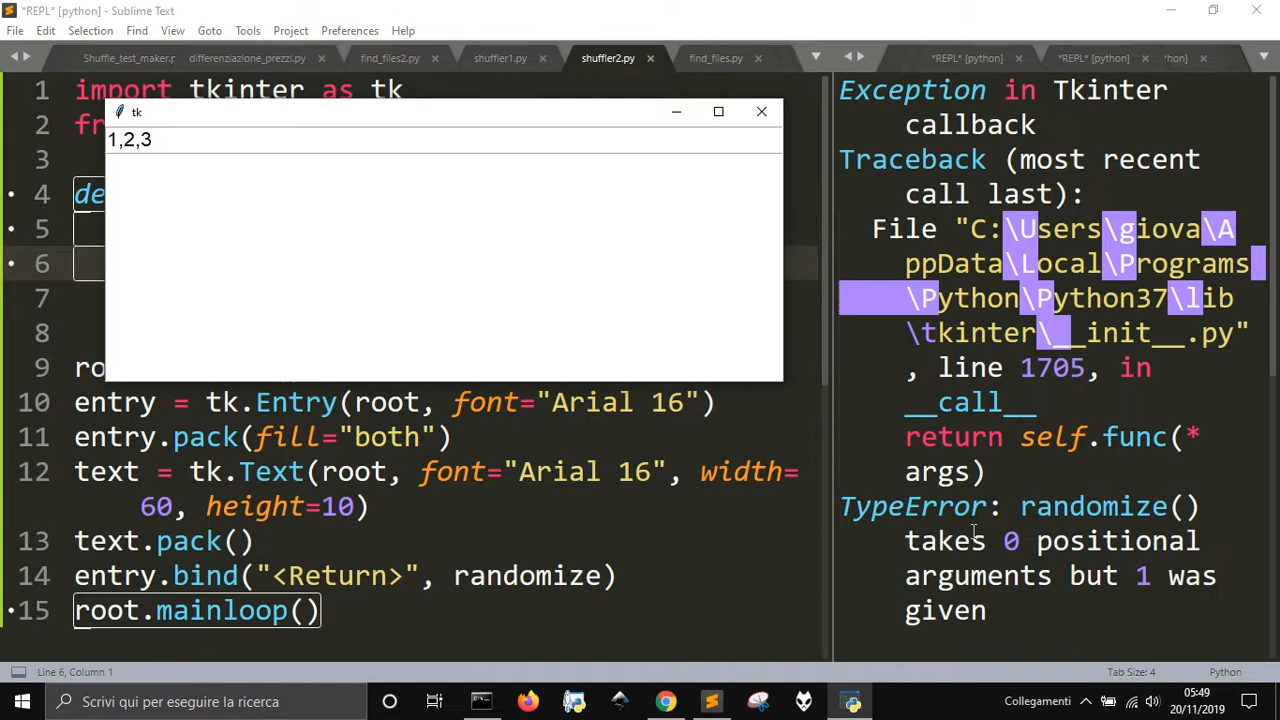 *REPL* [python] - Sublime Text
File Edit Selection Find View Goto Tools Project Preferences Help
Shuffle_test_maker.p differenziazione_prezzi.py find_files2.py shuffler1.py shuffler2.py find_files.py *REPL* [python] *REPL* [python] hon]
1 import tkinter as tk
2 fr
3
4 de
5
6
7
8
9 ro
10 entry = tk.Entry(root, font="Arial 16")
11 entry.pack(fill="both")
12 text = tk.Text(root, font="Arial 16", width=
60, height=10)
13 text.pack()
14 entry.bind("<Return>", randomize)
15 root.mainloop()
tk
1,2,3
Exception in Tkinter
callback
Traceback (most recent
call last):
File "C:\Users\giova\A
ppData\Local\Programs
\Python\Python37\lib
\tkinter\__init__.py"
, line 1705, in
__call__
return self.func(*
args)
TypeError: randomize()
takes 0 positional
arguments but 1 was
given
Line 6, Column 1 Tab Size: 4 Python
Scrivi qui per eseguire la ricerca Collegamenti 05:49
20/11/2019